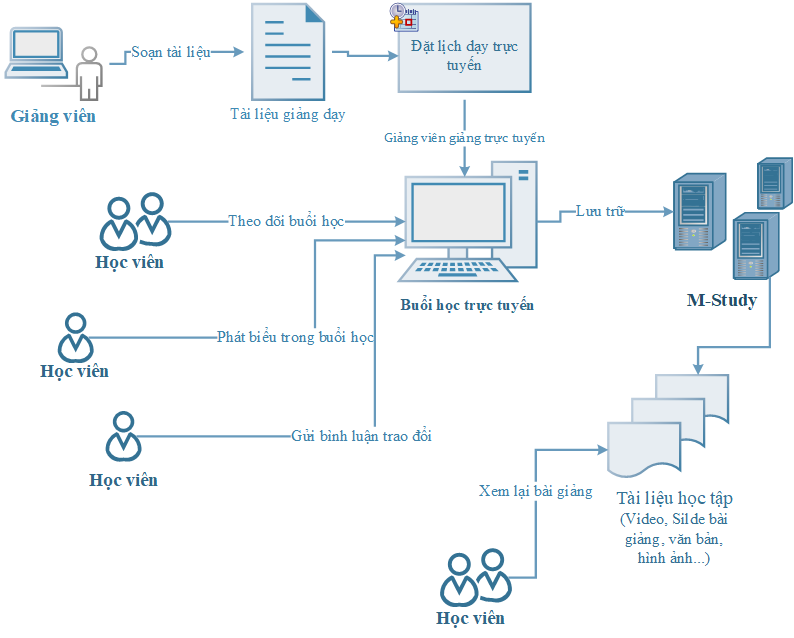 Soạn tài liệu
Giảng viên
Tài liệu giảng dạy
Đặt lịch dạy trực
tuyến
Giảng viên giảng trực tuyến
Theo dõi buổi học
Học viên
Buổi học trực tuyến
Lưu trữ
M-Study
Phát biểu trong buổi học
Học viên
Gửi bình luận trao đổi
Học viên
Xem lại bài giảng
Tài liệu học tập
(Video, Silde bài
giảng, văn bản,
hình ảnh...)
Học viên